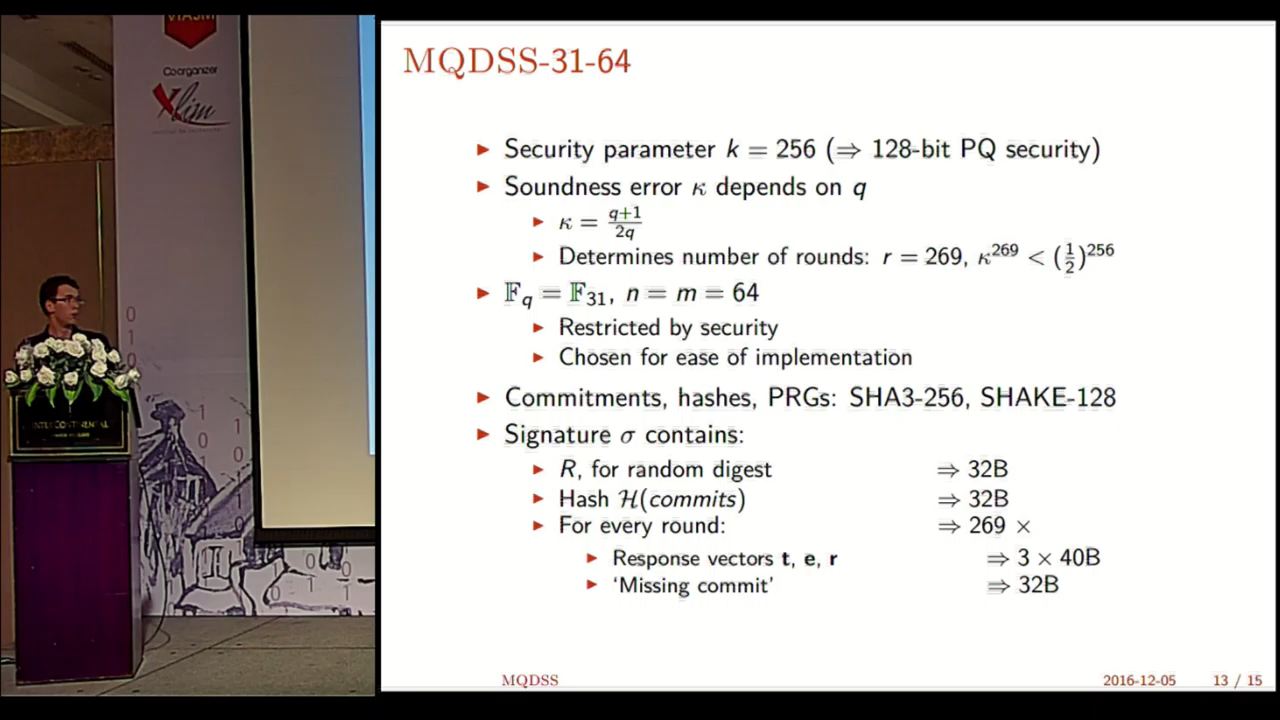 VIASM
Coorganizer
Xlim
MQDSS-31-64
Security parameter k = 256 (⇒ 128-bit PQ security)
Soundness error κ depends on q
κ = (q+1)/(2q)
Determines number of rounds: r = 269, κ^269 < (1/2)^256
𝔽_q = 𝔽_31, n = m = 64
Restricted by security
Chosen for ease of implementation
Commitments, hashes, PRGs: SHA3-256, SHAKE-128
Signature σ contains:
R, for random digest ⇒ 32B
Hash ℋ(commits) ⇒ 32B
For every round: ⇒ 269 ×
Response vectors t, e, r ⇒ 3 × 40B
'Missing commit' ⇒ 32B
MQDSS 2016-12-05 13 / 15